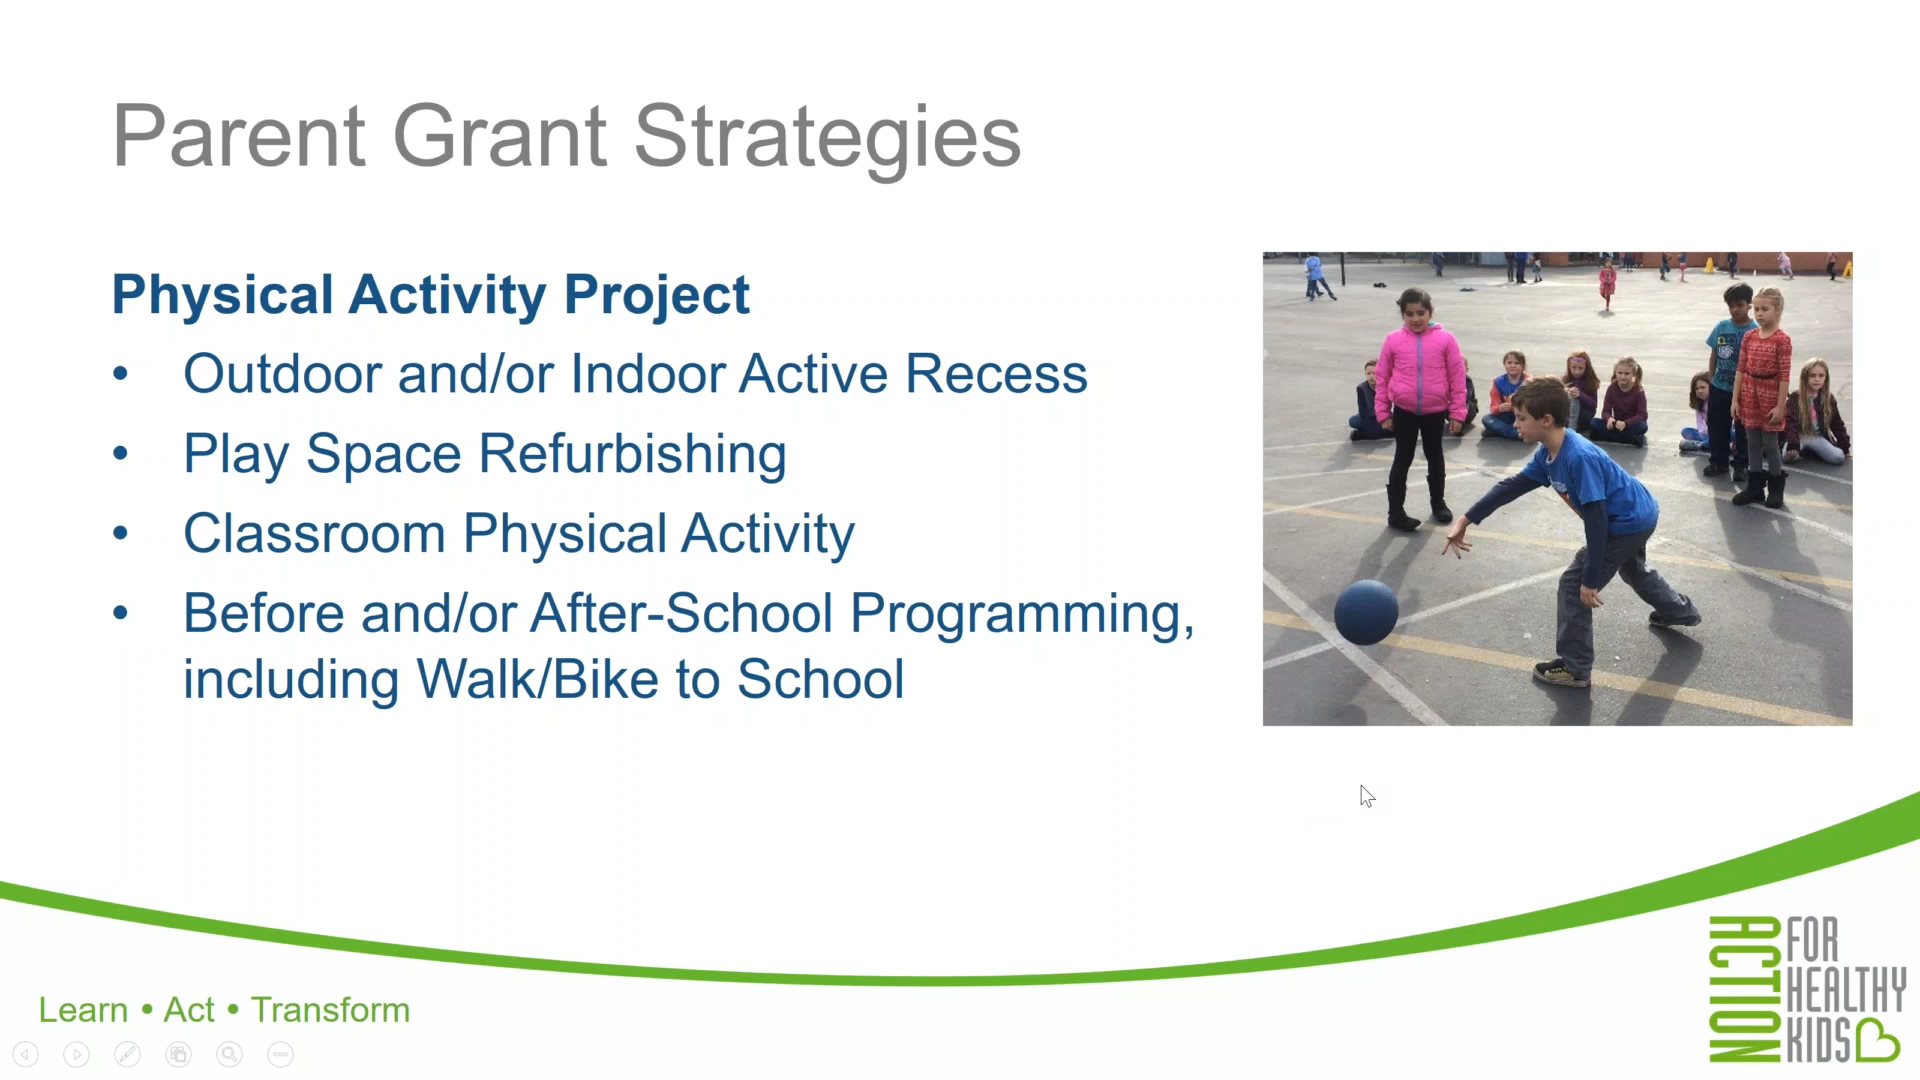 Parent Grant Strategies
Physical Activity Project
• Outdoor and/or Indoor Active Recess
• Play Space Refurbishing
• Classroom Physical Activity
• Before and/or After-School Programming,
including Walk/Bike to School
Learn • Act • Transform
ACTION
FOR
HEALTHY
KIDS